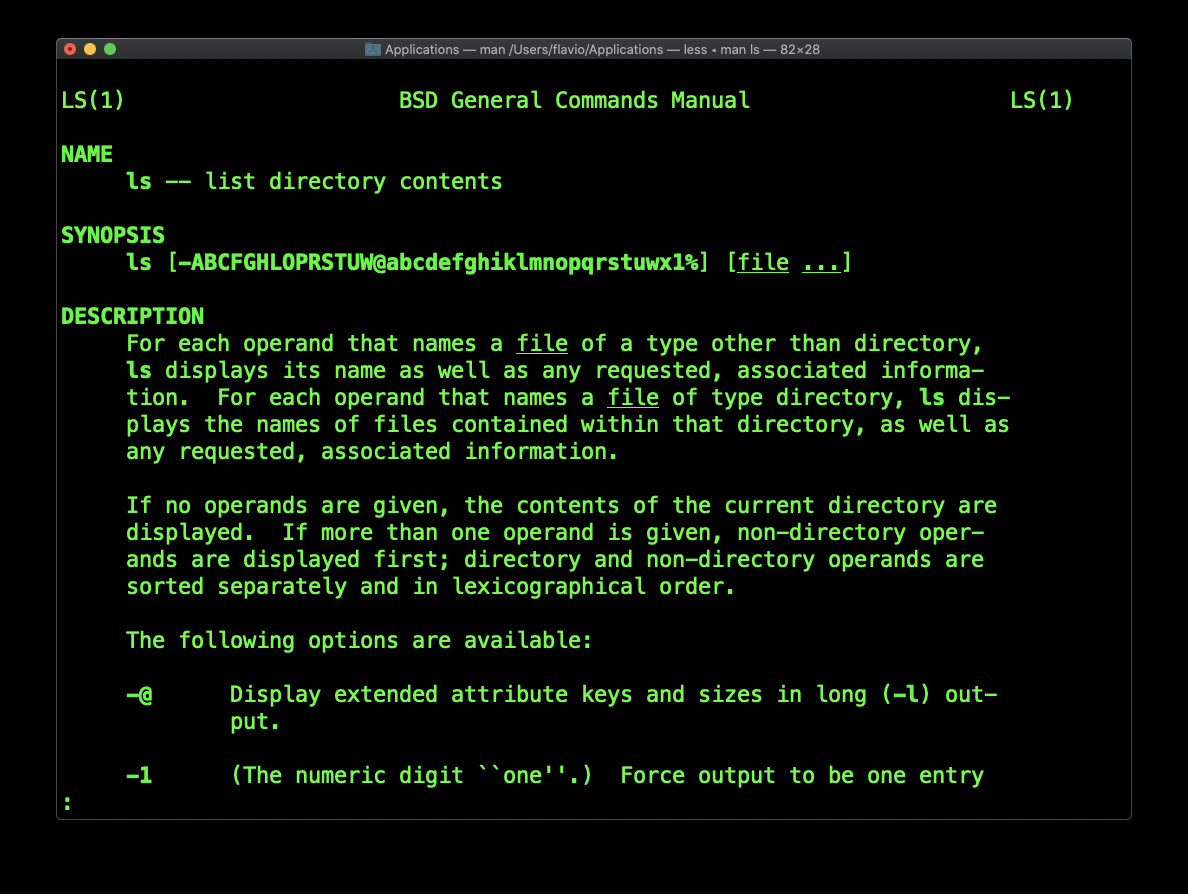 Applications — man /Users/flavio/Applications — less ◂ man ls — 82×28
LS(1) BSD General Commands Manual LS(1)
NAME
ls -- list directory contents
SYNOPSIS
ls [-ABCFGHLOPRSTUW@abcdefghiklmnopqrstuwx1%] [file ...]
DESCRIPTION
For each operand that names a file of a type other than directory,
ls displays its name as well as any requested, associated informa-
tion.  For each operand that names a file of type directory, ls dis-
plays the names of files contained within that directory, as well as
any requested, associated information.
If no operands are given, the contents of the current directory are
displayed.  If more than one operand is given, non-directory oper-
ands are displayed first; directory and non-directory operands are
sorted separately and in lexicographical order.
The following options are available:
-@ Display extended attribute keys and sizes in long (-l) out-
put.
-1 (The numeric digit ``one''.)  Force output to be one entry
: